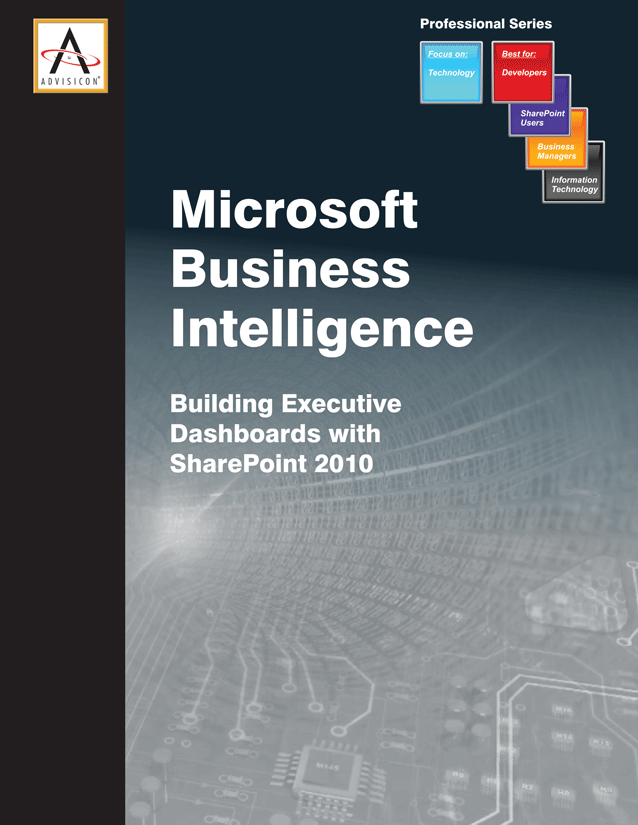 ADVISICON®
Professional Series
Focus on:
Technology
Best for:
Developers
SharePoint
Users
Business
Managers
Information
Technology
Microsoft
Business
Intelligence
Building Executive
Dashboards with
SharePoint 2010